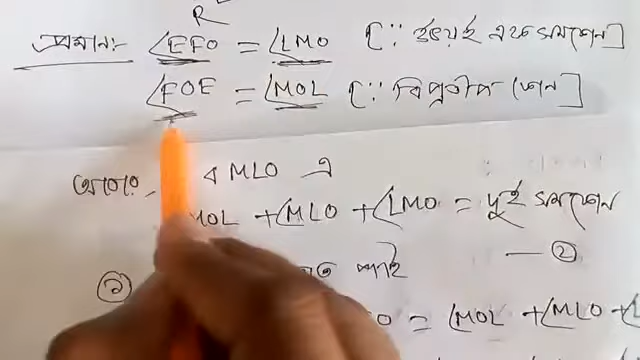 R
প্রমাণঃ ∠EFO = ∠LMO [∵ উভয়ই এক সমকোণ]
∠FOE = ∠MOL [∵ বিপ্রতীপ কোণ]
আবার, Δ MLO এ
MOL + ∠MLO + ∠LMO = দুই সমকোণ
— ②
পাই
O = ∠MOL + ∠MLO + ∠L